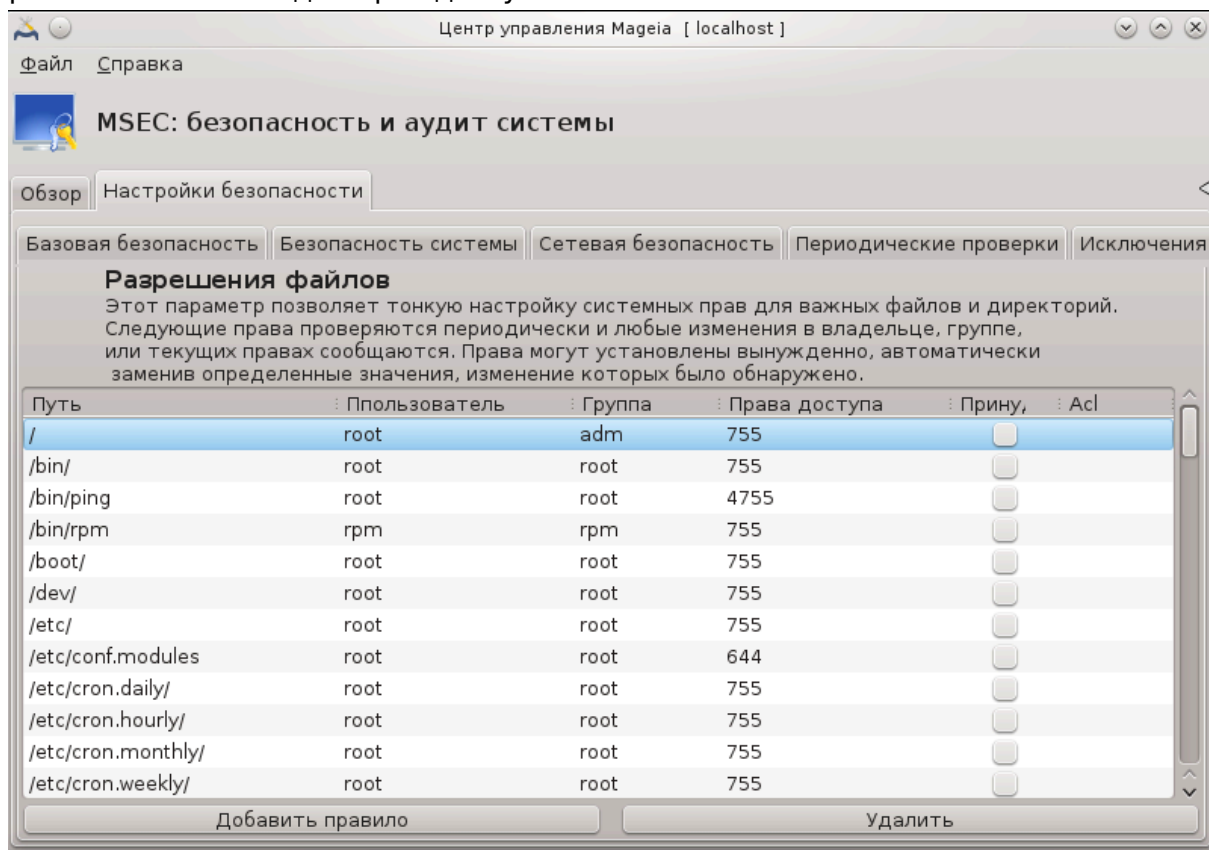 Центр управления Mageia [ localhost ]
Файл Справка
MSEC: безопасность и аудит системы
Обзор Настройки безопасности
Базовая безопасность Безопасность системы Сетевая безопасность Периодические проверки Исключения
Разрешения файлов
Этот параметр позволяет тонкую настройку системных прав для важных файлов и директорий.
Следующие права проверяются периодически и любые изменения в владельце, группе,
или текущих правах сообщаются. Права могут установлены вынужденно, автоматически
заменив определенные значения, изменение которых было обнаружено.
Путь Ппользователь Группа Права доступа Прину, Acl
/ root adm 755
/bin/ root root 755
/bin/ping root root 4755
/bin/rpm rpm rpm 755
/boot/ root root 755
/dev/ root root 755
/etc/ root root 755
/etc/conf.modules root root 644
/etc/cron.daily/ root root 755
/etc/cron.hourly/ root root 755
/etc/cron.monthly/ root root 755
/etc/cron.weekly/ root root 755
Добавить правило Удалить